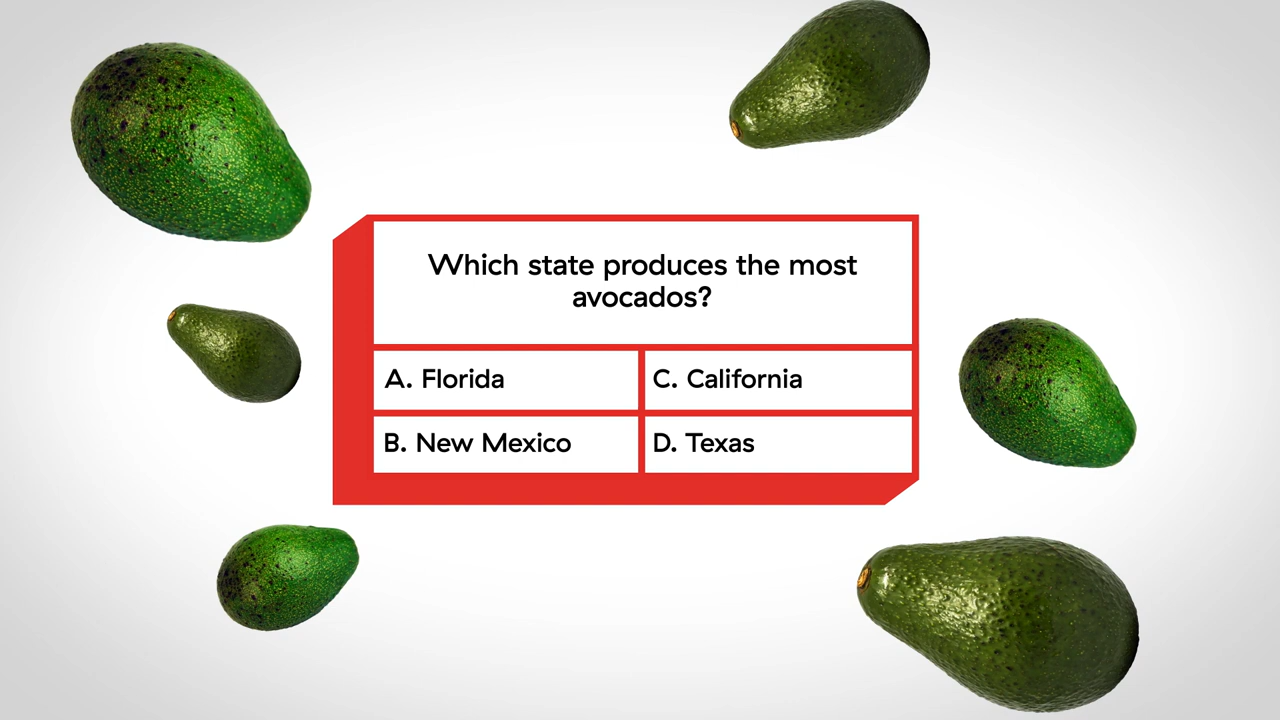 Which state produces the most
avocados?
A. Florida
C. California
B. New Mexico
D. Texas